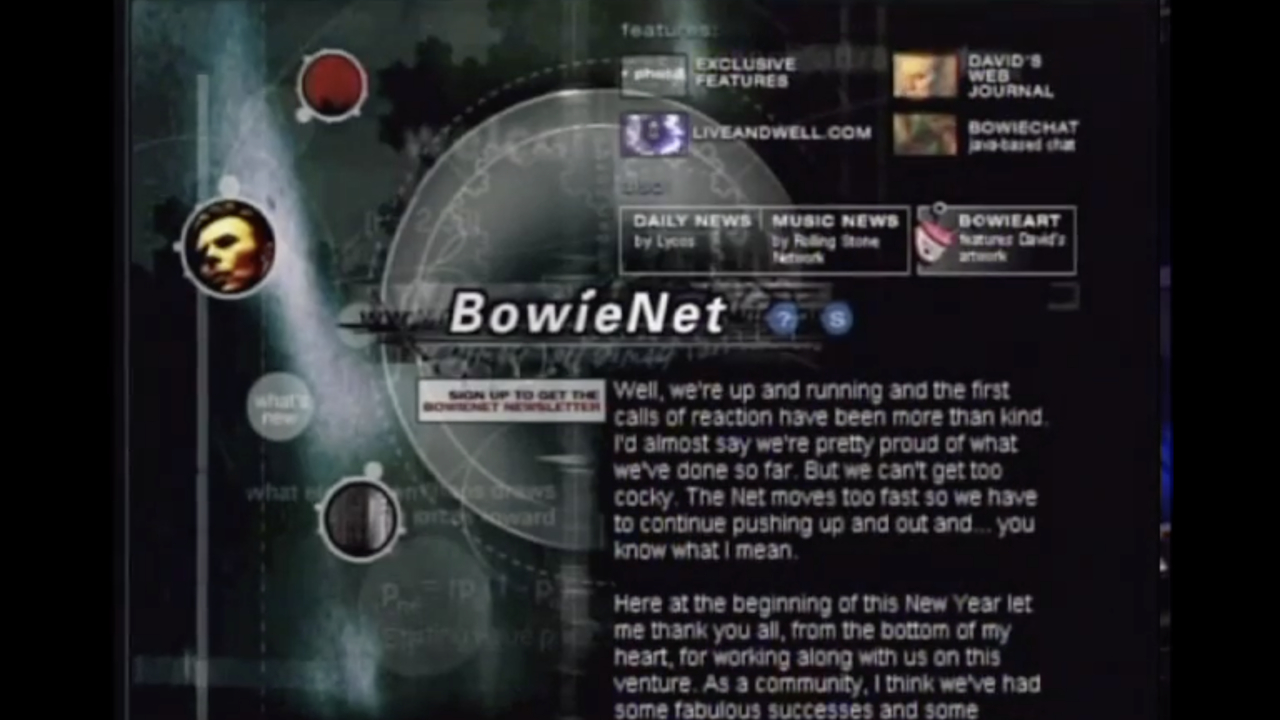 features:
EXCLUSIVE
FEATURES
DAVID'S
WEB
JOURNAL
LIVEANDWELL.COM
BOWIECHAT
java-based chat
also
DAILY NEWS
by Lycos
MUSIC NEWS
by Rolling Stone
Network
BOWIEART
features David's
artwork
BowieNet
? S
SIGN UP TO GET THE
BOWIENET NEWSLETTER
what's
new
Well, we're up and running and the first
calls of reaction have been more than kind.
I'd almost say we're pretty proud of what
we've done so far. But we can't get too
cocky. The Net moves too fast so we have
to continue pushing up and out and... you
know what I mean.
Here at the beginning of this New Year let
me thank you all, from the bottom of my
heart, for working along with us on this
venture. As a community, I think we've had
some fabulous successes and some